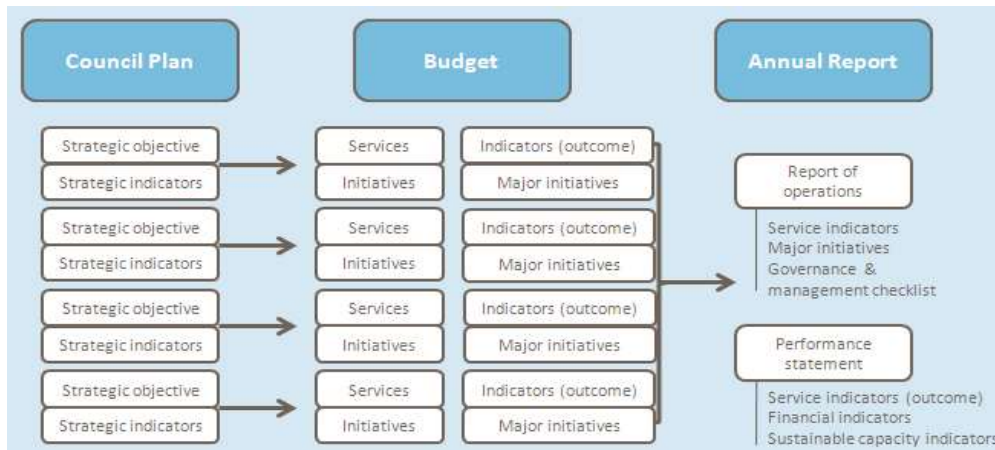 Council Plan
Budget
Annual Report
Strategic objective
Strategic indicators
Strategic objective
Strategic indicators
Strategic objective
Strategic indicators
Strategic objective
Strategic indicators
Services
Initiatives
Services
Initiatives
Services
Initiatives
Services
Initiatives
Indicators (outcome)
Major initiatives
Indicators (outcome)
Major initiatives
Indicators (outcome)
Major initiatives
Indicators (outcome)
Major initiatives
Report of
operations
Service indicators
Major initiatives
Governance &
management checklist
Performance
statement
Service indicators (outcome)
Financial indicators
Sustainable capacity indicators